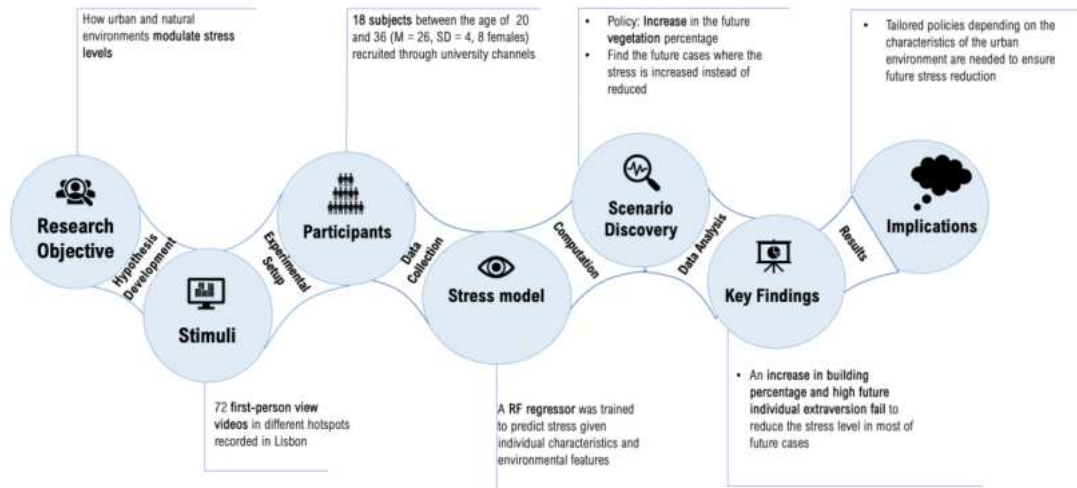 How urban and natural
environments modulate stress
levels
18 subjects between the age of 20
and 36 (M = 26, SD = 4, 8 females)
recruited through university channels
• Policy: Increase in the future
vegetation percentage
• Find the future cases where the
stress is increased instead of
reduced
• Tailored policies depending on the
characteristics of the urban
environment are needed to ensure
future stress reduction
Research
Objective
Hypothesis
Development
Stimuli
Experimental
Setup
Participants
Data
Collection
Stress model
Computation
Scenario
Discovery
Data Analysis
Key Findings
Results
Implications
72 first-person view
videos in different hotspots
recorded in Lisbon
A RF regressor was trained
to predict stress given
individual characteristics and
environmental features
• An increase in building
percentage and high future
individual extraversion fail to
reduce the stress level in most of
future cases